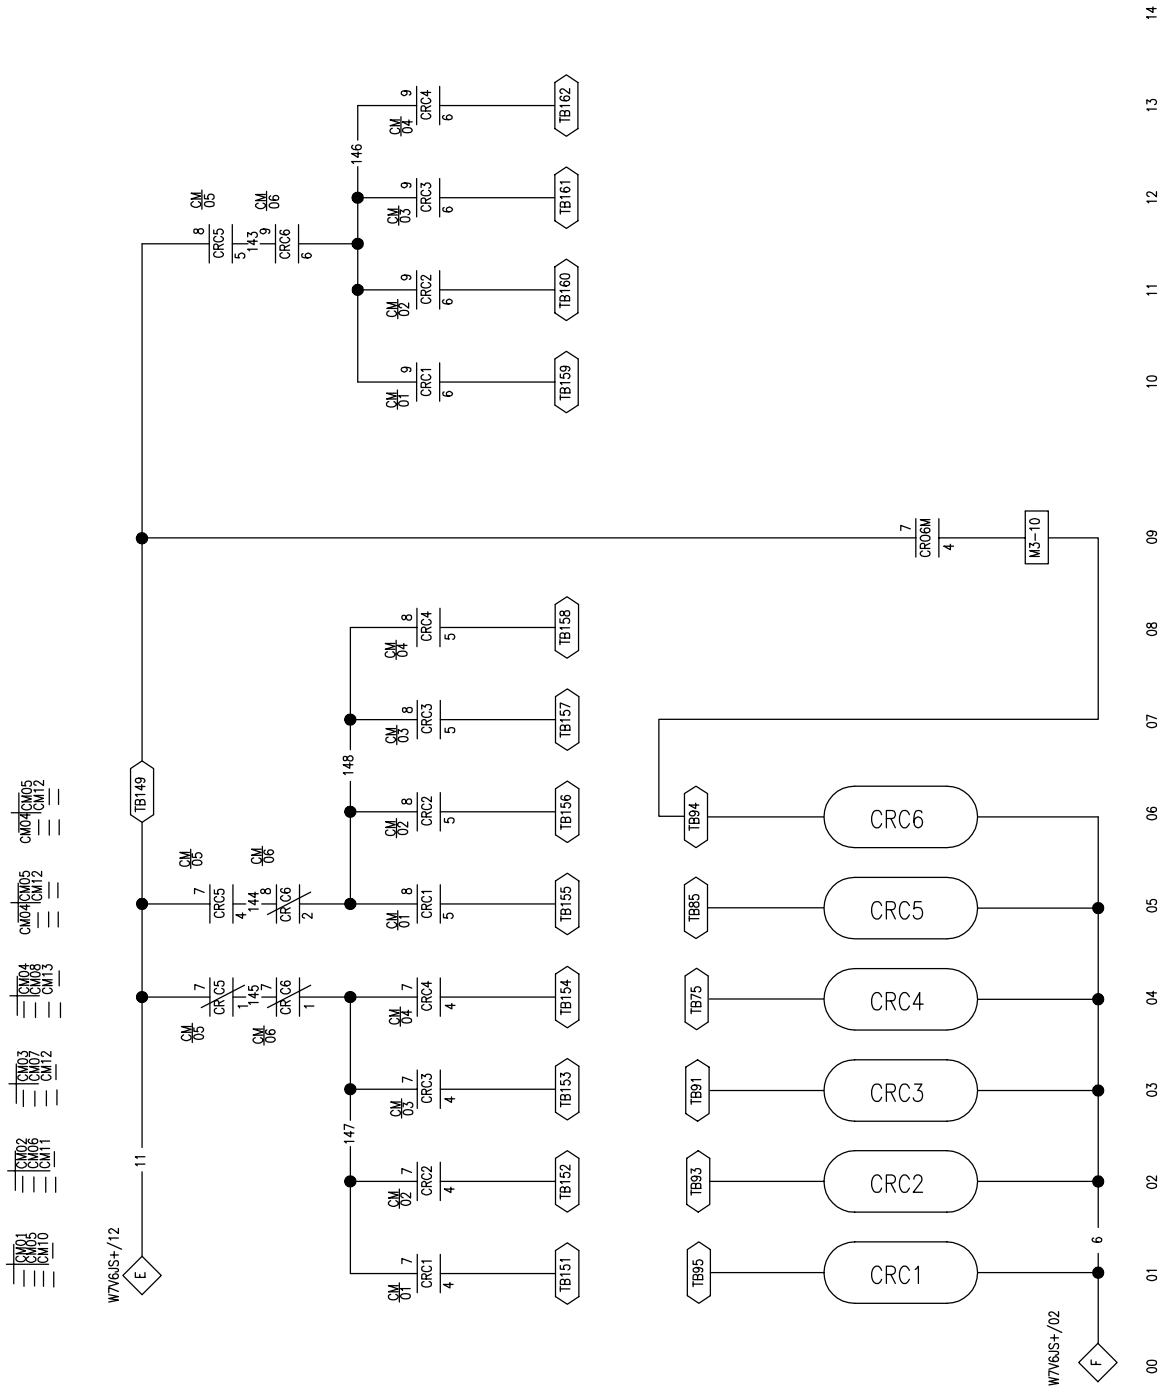 CM01
CM05
CM10
CM02
CM06
CM11
CM03
CM07
CM12
CM04
CM08
CM13
CM04 CM05
CM12
CM04 CM05
CM12
W7V6JS+/12
E
11
TB149
CM
05
7
CRC5
1
145
CM
06
7
CRC6
1
CM
05
7
CRC5
4
144
CM
06
8
CRC6
2
CM
05
8
CRC5
5
143
CM
06
9
CRC6
6
147
148
146
CM
01
7
CRC1
4
TB151
CM
02
7
CRC2
4
TB152
CM
03
7
CRC3
4
TB153
CM
04
7
CRC4
4
TB154
CM
01
8
CRC1
5
TB155
CM
02
8
CRC2
5
TB156
CM
03
8
CRC3
5
TB157
CM
04
8
CRC4
5
TB158
CM
01
9
CRC1
6
TB159
CM
02
9
CRC2
6
TB160
CM
03
9
CRC3
6
TB161
CM
04
9
CRC4
6
TB162
TB95
CRC1
TB93
CRC2
TB91
CRC3
TB75
CRC4
TB85
CRC5
TB94
CRC6
7
CR06M
4
M3-10
W7V6JS+/02
F
6
00
01
02
03
04
05
06
07
08
09
10
11
12
13
14